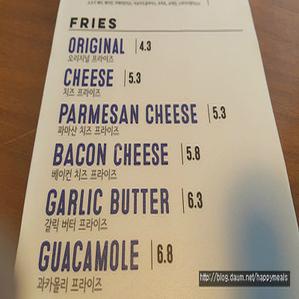 FRIES
ORIGINAL | 4.3
오리지널 프라이즈
CHEESE | 5.3
치즈 프라이즈
PARMESAN CHEESE | 5.3
파마산 치즈 프라이즈
BACON CHEESE | 5.8
베이컨 치즈 프라이즈
GARLIC BUTTER | 6.3
갈릭 버터 프라이즈
GUACAMOLE | 6.8
과카몰리 프라이즈
http://blog.daum.net/happymeals